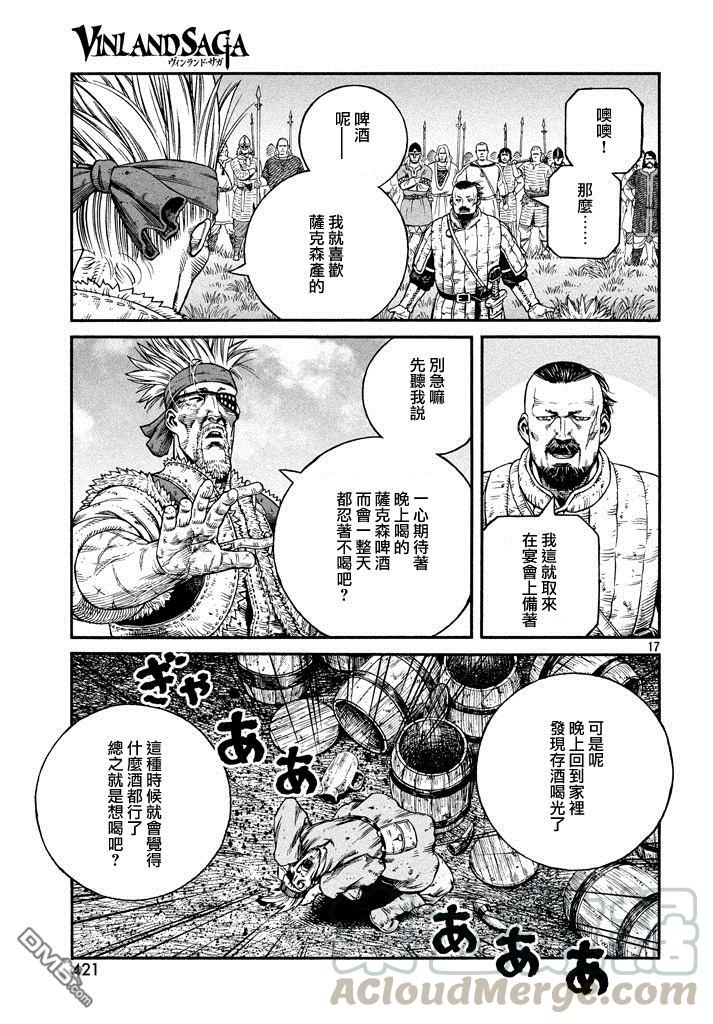 VINLAND SAGA
ヴィンランド・サガ
噢噢！
那麼……
啤酒
呢——
我就喜歡
薩克森產的
我這就取來
在宴會上備著
別急嘛
先聽我説
一心期待著
晚上喝的
薩克森啤酒
而會一整天
都忍著不喝吧？
17
可是呢
晚上回到家裡
發現存酒喝光了
ぎゃ
ああ
ああああ
這種時候就會覺得
什麼酒都行了
總之就是想喝吧？
421
AcloudMerge.com